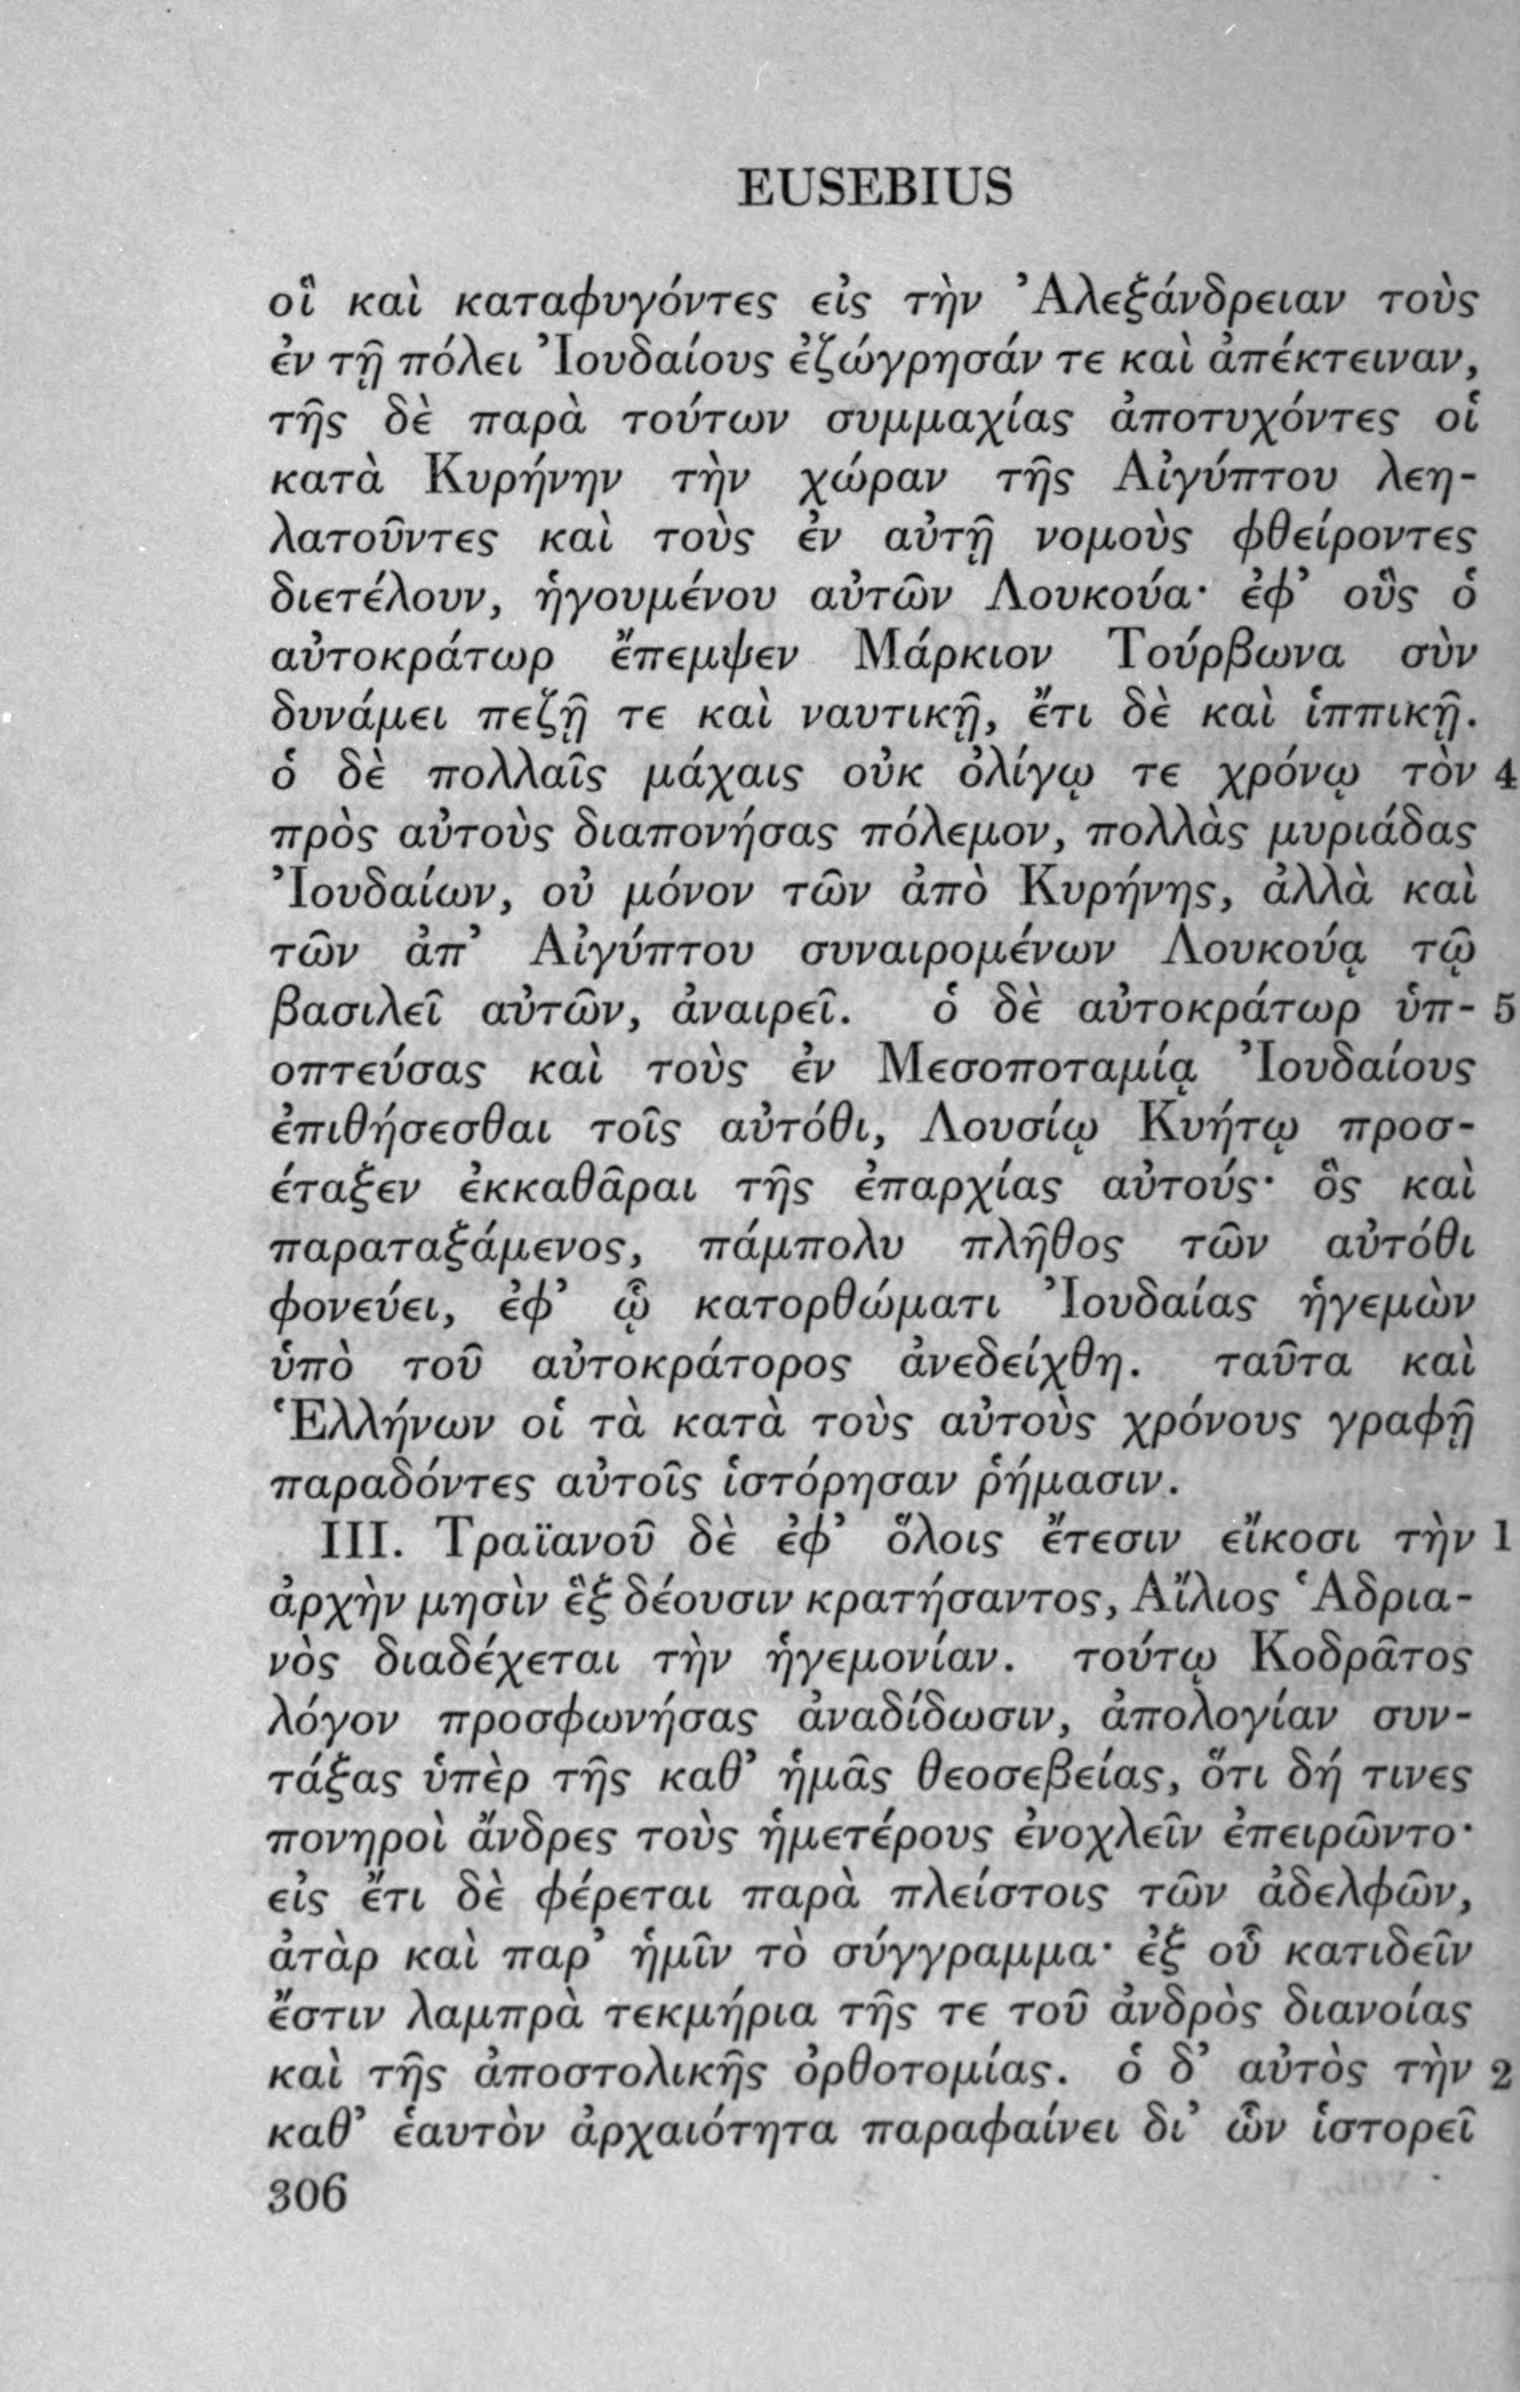 EUSEBIUS
οἳ καὶ καταφυγόντες εἰς τὴν Ἀλεξάνδρειαν τοὺς
ἐν τῇ πόλει Ἰουδαίους ἐζώγρησάν τε καὶ ἀπέκτειναν,
τῆς δὲ παρὰ τούτων συμμαχίας ἀποτυχόντες οἱ
κατὰ Κυρήνην τὴν χώραν τῆς Αἰγύπτου λεη-
λατοῦντες καὶ τοὺς ἐν αὐτῇ νομοὺς φθείροντες
διετέλουν, ἡγουμένου αὐτῶν Λουκούα· ἐφ’ οὓς ὁ
αὐτοκράτωρ ἔπεμψεν Μάρκιον Τούρβωνα σὺν
δυνάμει πεζῇ τε καὶ ναυτικῇ, ἔτι δὲ καὶ ἱππικῇ.
ὁ δὲ πολλαῖς μάχαις οὐκ ὀλίγῳ τε χρόνῳ τὸν 4
πρὸς αὐτοὺς διαπονήσας πόλεμον, πολλὰς μυριάδας
Ἰουδαίων, οὐ μόνον τῶν ἀπὸ Κυρήνης, ἀλλὰ καὶ
τῶν ἀπ’ Αἰγύπτου συναιρομένων Λουκούᾳ τῷ
βασιλεῖ αὐτῶν, ἀναιρεῖ. ὁ δὲ αὐτοκράτωρ ὑπ- 5
οπτεύσας καὶ τοὺς ἐν Μεσοποταμίᾳ Ἰουδαίους
ἐπιθήσεσθαι τοῖς αὐτόθι, Λουσίῳ Κυήτῳ προσ-
έταξεν ἐκκαθᾶραι τῆς ἐπαρχίας αὐτούς· ὃς καὶ
παραταξάμενος, πάμπολυ πλῆθος τῶν αὐτόθι
φονεύει, ἐφ’ ᾧ κατορθώματι Ἰουδαίας ἡγεμὼν
ὑπὸ τοῦ αὐτοκράτορος ἀνεδείχθη. ταῦτα καὶ
Ἑλλήνων οἱ τὰ κατὰ τοὺς αὐτοὺς χρόνους γραφῇ
παραδόντες αὐτοῖς ἱστόρησαν ῥήμασιν.
III. Τραϊανοῦ δὲ ἐφ’ ὅλοις ἔτεσιν εἴκοσι τὴν 1
ἀρχὴν μησὶν ἓξ δέουσιν κρατήσαντος, Αἴλιος Ἁδρια-
νὸς διαδέχεται τὴν ἡγεμονίαν. τούτῳ Κοδρᾶτος
λόγον προσφωνήσας ἀναδίδωσιν, ἀπολογίαν συν-
τάξας ὑπὲρ τῆς καθ’ ἡμᾶς θεοσεβείας, ὅτι δή τινες
πονηροὶ ἄνδρες τοὺς ἡμετέρους ἐνοχλεῖν ἐπειρῶντο·
εἰς ἔτι δὲ φέρεται παρὰ πλείστοις τῶν ἀδελφῶν,
ἀτὰρ καὶ παρ’ ἡμῖν τὸ σύγγραμμα· ἐξ οὗ κατιδεῖν
ἔστιν λαμπρὰ τεκμήρια τῆς τε τοῦ ἀνδρὸς διανοίας
καὶ τῆς ἀποστολικῆς ὀρθοτομίας. ὁ δ’ αὐτὸς τὴν 2
καθ’ ἑαυτὸν ἀρχαιότητα παραφαίνει δι’ ὧν ἱστορεῖ
306